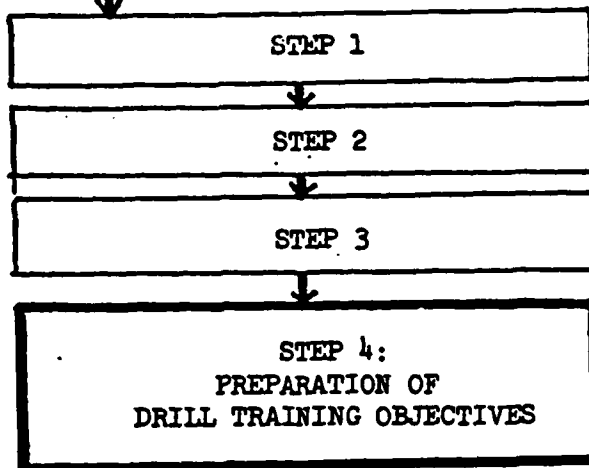 STEP 1
STEP 2
STEP 3
STEP 4:
PREPARATION OF
DRILL TRAINING OBJECTIVES